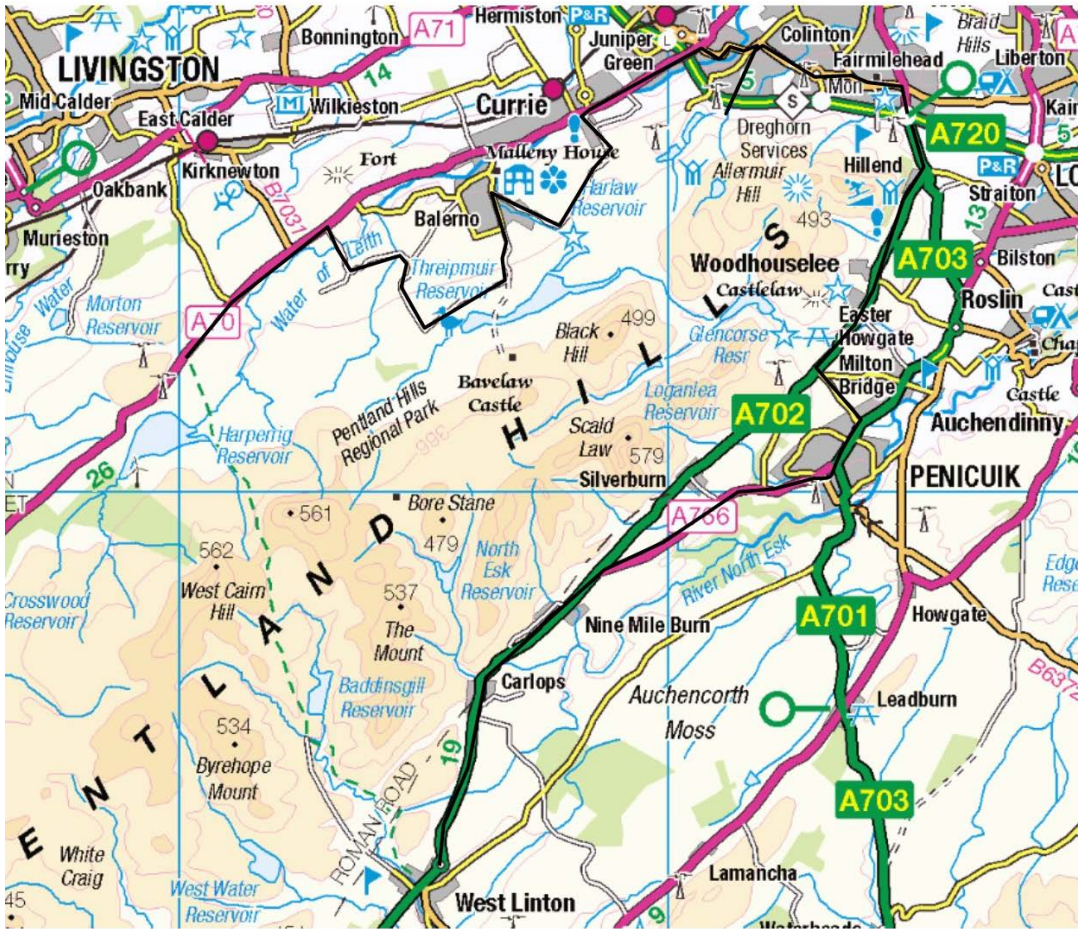 Hermiston
P&R
A71
Bonnington
Juniper
Green
L
Colinton
Braid
Hills
Liberton
LIVINGSTON
14
5
Fairmilehead
Mid Calder
Wilkieston
Currie
Mon
S
East Calder
M
Dreghorn
Services
A720
5
Kirknewton
Fort
Malleny House
Allermuir
Hill
Hillend
P&R
Oakbank
B7031
Harlaw
Reservoir
Straiton
LO
Murieston
Balerno
493
13
Water of Leith
Threipmuir
Reservoir
Woodhouselee
A703
Bilston
Morton
Reservoir
Castlelaw
Roslin
A70
499
Black
Hill
Glencorse
Resr
Easter
Howgate
Milton
Bridge
Castle
Bavelaw
Castle
Loganlea
Reservoir
A702
Auchendinny
Pentland Hills
Regional Park
Harperrig
Reservoir
Scald
Law
579
26
Silverburn
PENICUIK
A766
561
Bore Stane
479
562
North
Esk
Reservoir
River North Esk
West Cairn
Hill
Crosswood
Reservoir
537
The
Mount
Nine Mile Burn
A701
Howgate
B6372
Baddinsgill
Reservoir
Carlops
Auchencorth
Moss
Leadburn
534
Byrehope
Mount
19
A703
ROMAN ROAD
PENTLAND HILLS
White
Craig
Lamancha
West Water
Reservoir
West Linton
45
9